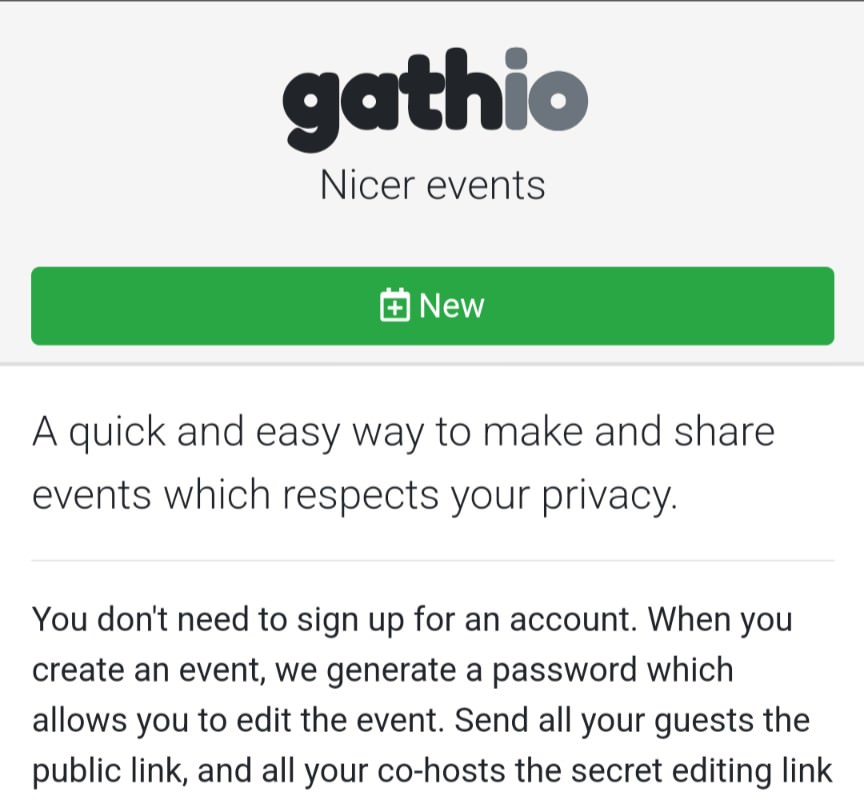 gathio
Nicer events
New
A quick and easy way to make and share
events which respects your privacy.
You don't need to sign up for an account. When you
create an event, we generate a password which
allows you to edit the event. Send all your guests the
public link, and all your co-hosts the secret editing link